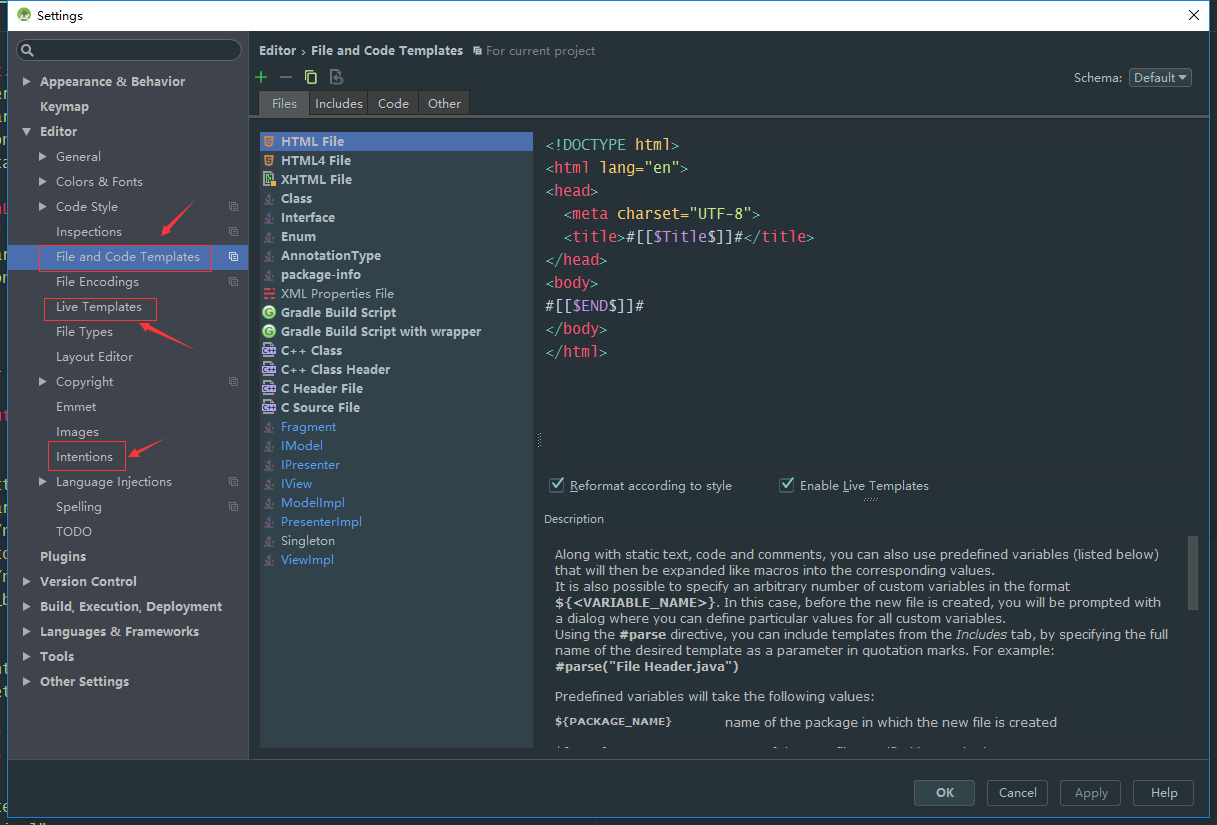 Settings
Editor › File and Code Templates For current project
Schema: Default
Appearance & Behavior
Keymap
Editor
General
Colors & Fonts
Code Style
Inspections
File and Code Templates
File Encodings
Live Templates
File Types
Layout Editor
Copyright
Emmet
Images
Intentions
Language Injections
Spelling
TODO
Plugins
Version Control
Build, Execution, Deployment
Languages & Frameworks
Tools
Other Settings
Files Includes Code Other
HTML File
HTML4 File
XHTML File
Class
Interface
Enum
AnnotationType
package-info
XML Properties File
Gradle Build Script
Gradle Build Script with wrapper
C++ Class
C++ Class Header
C Header File
C Source File
Fragment
IModel
IPresenter
IView
ModelImpl
PresenterImpl
Singleton
ViewImpl
<!DOCTYPE html>
<html lang="en">
<head>
<meta charset="UTF-8">
<title>#[[$Title$]]#</title>
</head>
<body>
#[[$END$]]#
</body>
</html>
Reformat according to style Enable Live Templates
Description
Along with static text, code and comments, you can also use predefined variables (listed below)
that will then be expanded like macros into the corresponding values.
It is also possible to specify an arbitrary number of custom variables in the format
${<VARIABLE_NAME>}. In this case, before the new file is created, you will be prompted with
a dialog where you can define particular values for all custom variables.
Using the #parse directive, you can include templates from the Includes tab, by specifying the full
name of the desired template as a parameter in quotation marks. For example:
#parse("File Header.java")
Predefined variables will take the following values:
${PACKAGE_NAME} name of the package in which the new file is created
OK Cancel Apply Help